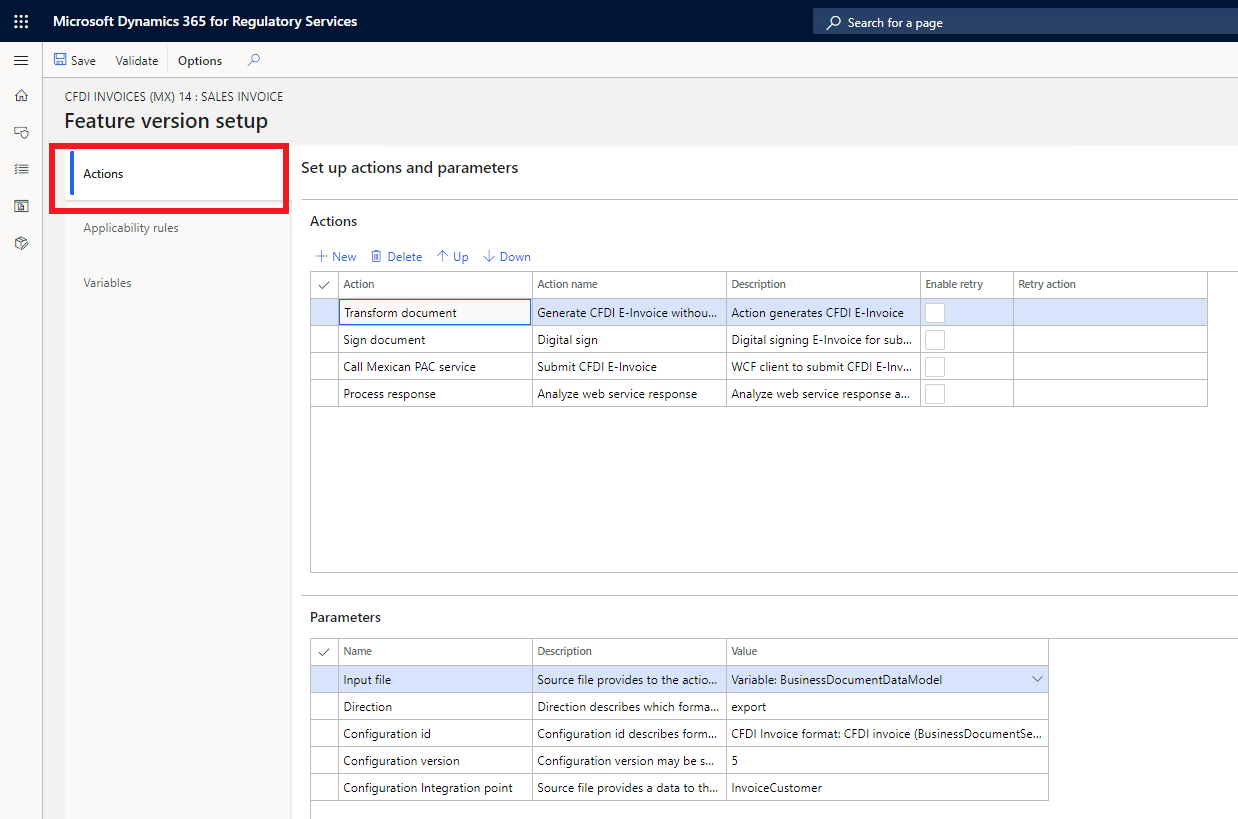 Microsoft Dynamics 365 for Regulatory Services
Search for a page
Save Validate Options
CFDI INVOICES (MX) 14 : SALES INVOICE
Feature version setup
Actions
Applicability rules
Variables
Set up actions and parameters
Actions
New Delete Up Down
Action Action name Description Enable retry Retry action
Transform document Generate CFDI E-Invoice withou... Action generates CFDI E-Invoice
Sign document Digital sign Digital signing E-Invoice for sub...
Call Mexican PAC service Submit CFDI E-Invoice WCF client to submit CFDI E-Inv...
Process response Analyze web service response Analyze web service response a...
Parameters
Name Description Value
Input file Source file provides to the actio... Variable: BusinessDocumentDataModel
Direction Direction describes which forma... export
Configuration id Configuration id describes form... CFDI Invoice format: CFDI invoice (BusinessDocumentSe...
Configuration version Configuration version may be s... 5
Configuration Integration point Source file provides a data to th... InvoiceCustomer